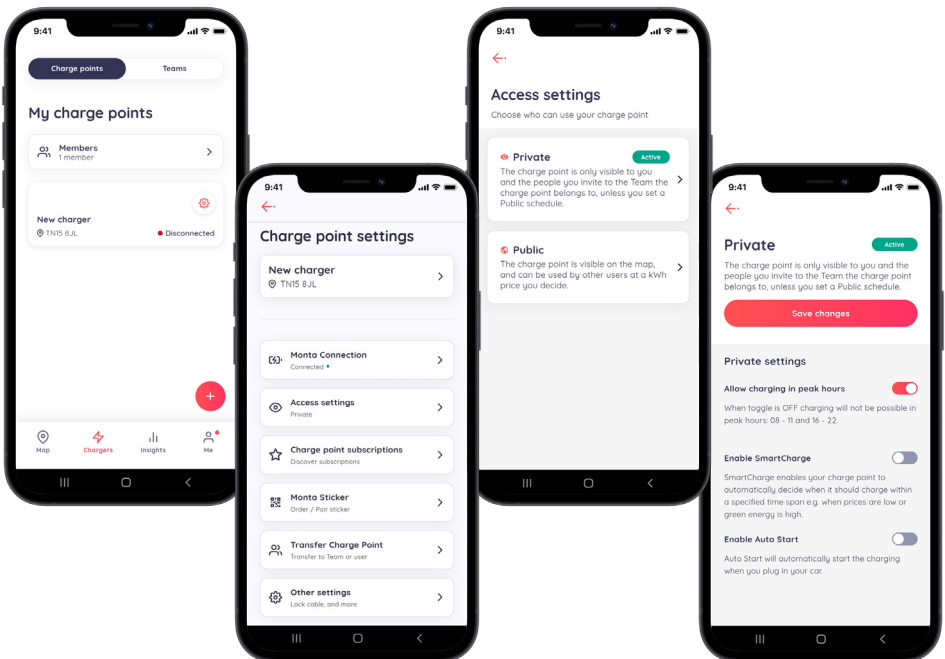 9:41
Charge points
Teams
My charge points
Members
1 member
New charger
TN15 8JL
Disconnected
+
Map
Chargers
Insights
Me
9:41
Charge point settings
New charger
TN15 8JL
Monta Connection
Connected
Access settings
Private
Charge point subscriptions
Discover subscriptions
Monta Sticker
Order / Pair sticker
Transfer Charge Point
Transfer to Team or user
Other settings
Lock cable, and more
9:41
Access settings
Choose who can use your charge point
Private
Active
The charge point is only visible to you
and the people you invite to the Team the
charge point belongs to, unless you set a
Public schedule.
Public
The charge point is visible on the map,
and can be used by other users at a kWh
price you decide.
9:41
Private
Active
The charge point is only visible to you and the
people you invite to the Team the charge point
belongs to, unless you set a Public schedule.
Save changes
Private settings
Allow charging in peak hours
When toggle is OFF charging will not be possible in
peak hours: 08 - 11 and 16 - 22.
Enable SmartCharge
SmartCharge enables your charge point to
automatically decide when it should charge within
a specified time span e.g. when prices are low or
green energy is high.
Enable Auto Start
Auto Start will automatically start the charging
when you plug in your car.